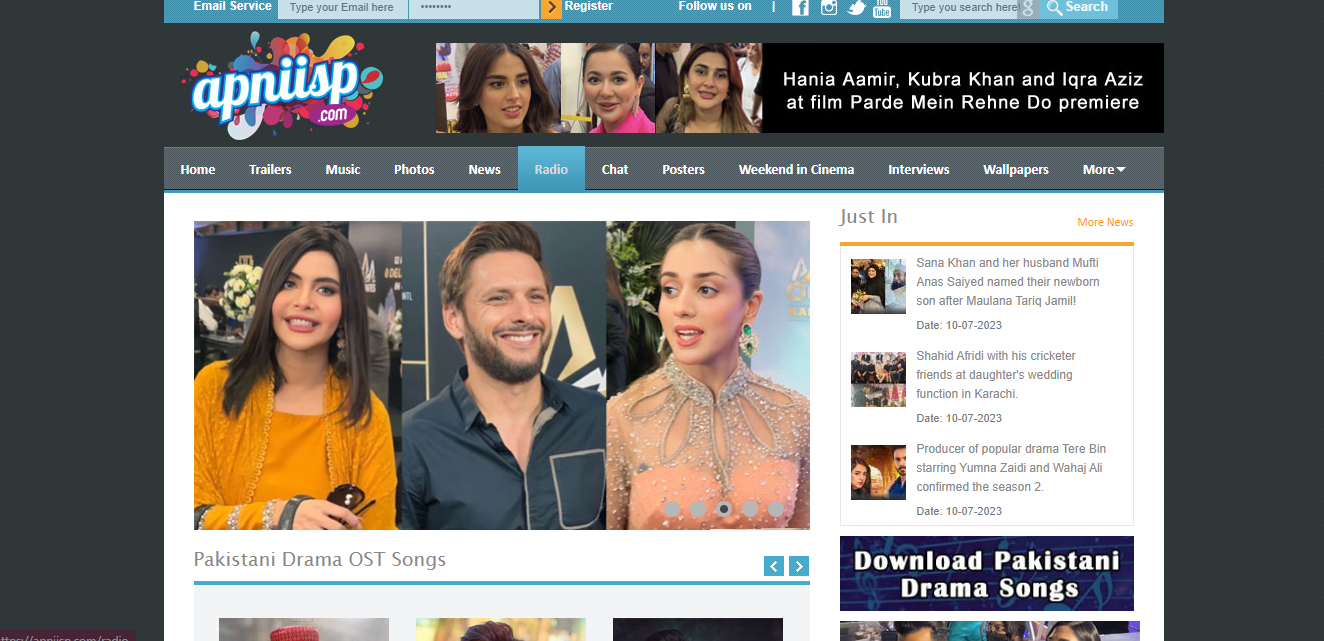 Email Service
Type your Email here
Register
Follow us on
|
You
Tube
Type you search here!
g
Search
apniisp
.com
Hania Aamir, Kubra Khan and Iqra Aziz
at film Parde Mein Rehne Do premiere
Home Trailers Music Photos News Radio Chat Posters Weekend in Cinema Interviews Wallpapers More
Just In
More News
Sana Khan and her husband Mufti
Anas Saiyed named their newborn
son after Maulana Tariq Jamil!
Date: 10-07-2023
Shahid Afridi with his cricketer
friends at daughter's wedding
function in Karachi.
Date: 10-07-2023
Producer of popular drama Tere Bin
starring Yumna Zaidi and Wahaj Ali
confirmed the season 2.
Date: 10-07-2023
Pakistani Drama OST Songs
Download Pakistani
Drama Songs
ttps://apniisp.com/radio